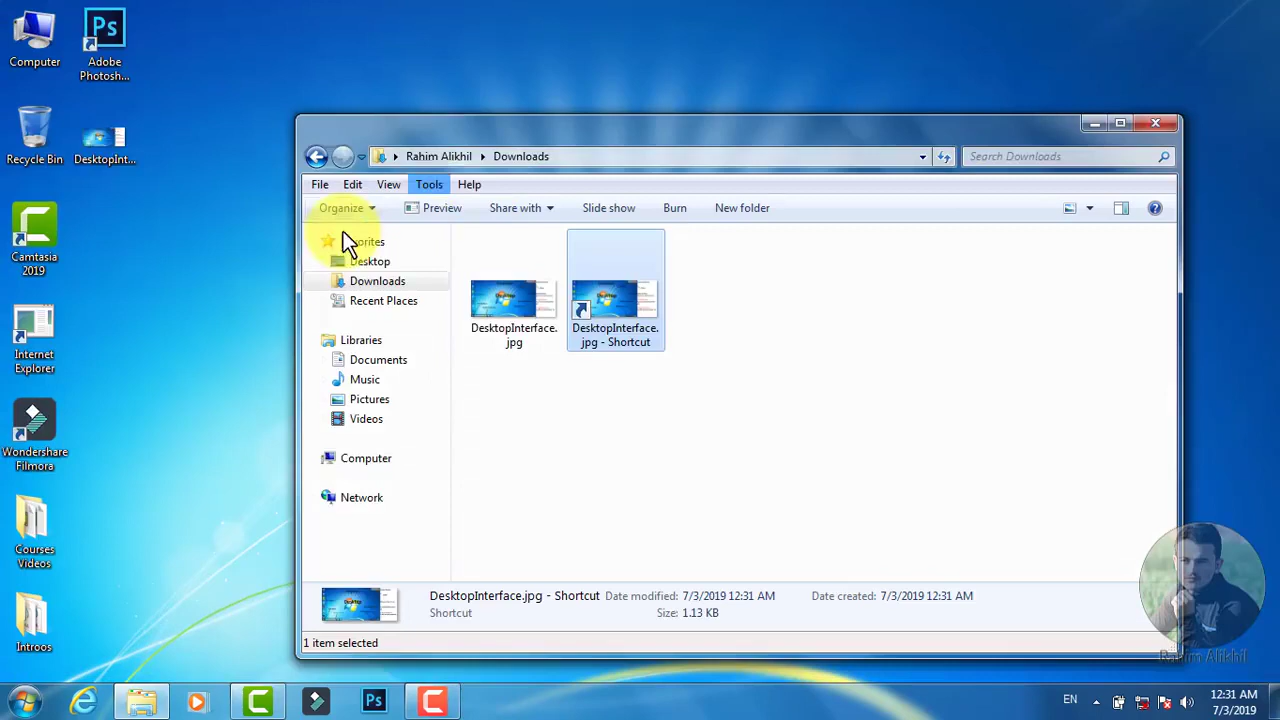 Computer
Adobe
Photosh...
Recycle Bin
DesktopInt...
Camtasia
2019
Internet
Explorer
Wondershare
Filmora
Courses
Videos
Introos
Rahim Alikhil
Downloads
Search Downloads
File Edit View Tools Help
Organize Preview Share with Slide show Burn New folder
Desktop
Downloads
Recent Places
Libraries
Documents
Music
Pictures
Videos
Computer
Network
DesktopInterface.
jpg
DesktopInterface.
jpg - Shortcut
DesktopInterface.jpg - Shortcut Date modified: 7/3/2019 12:31 AM Date created: 7/3/2019 12:31 AM
Shortcut Size: 1.13 KB
1 item selected
Rahim Alikhil
Ps
EN
12:31 AM
7/3/2019